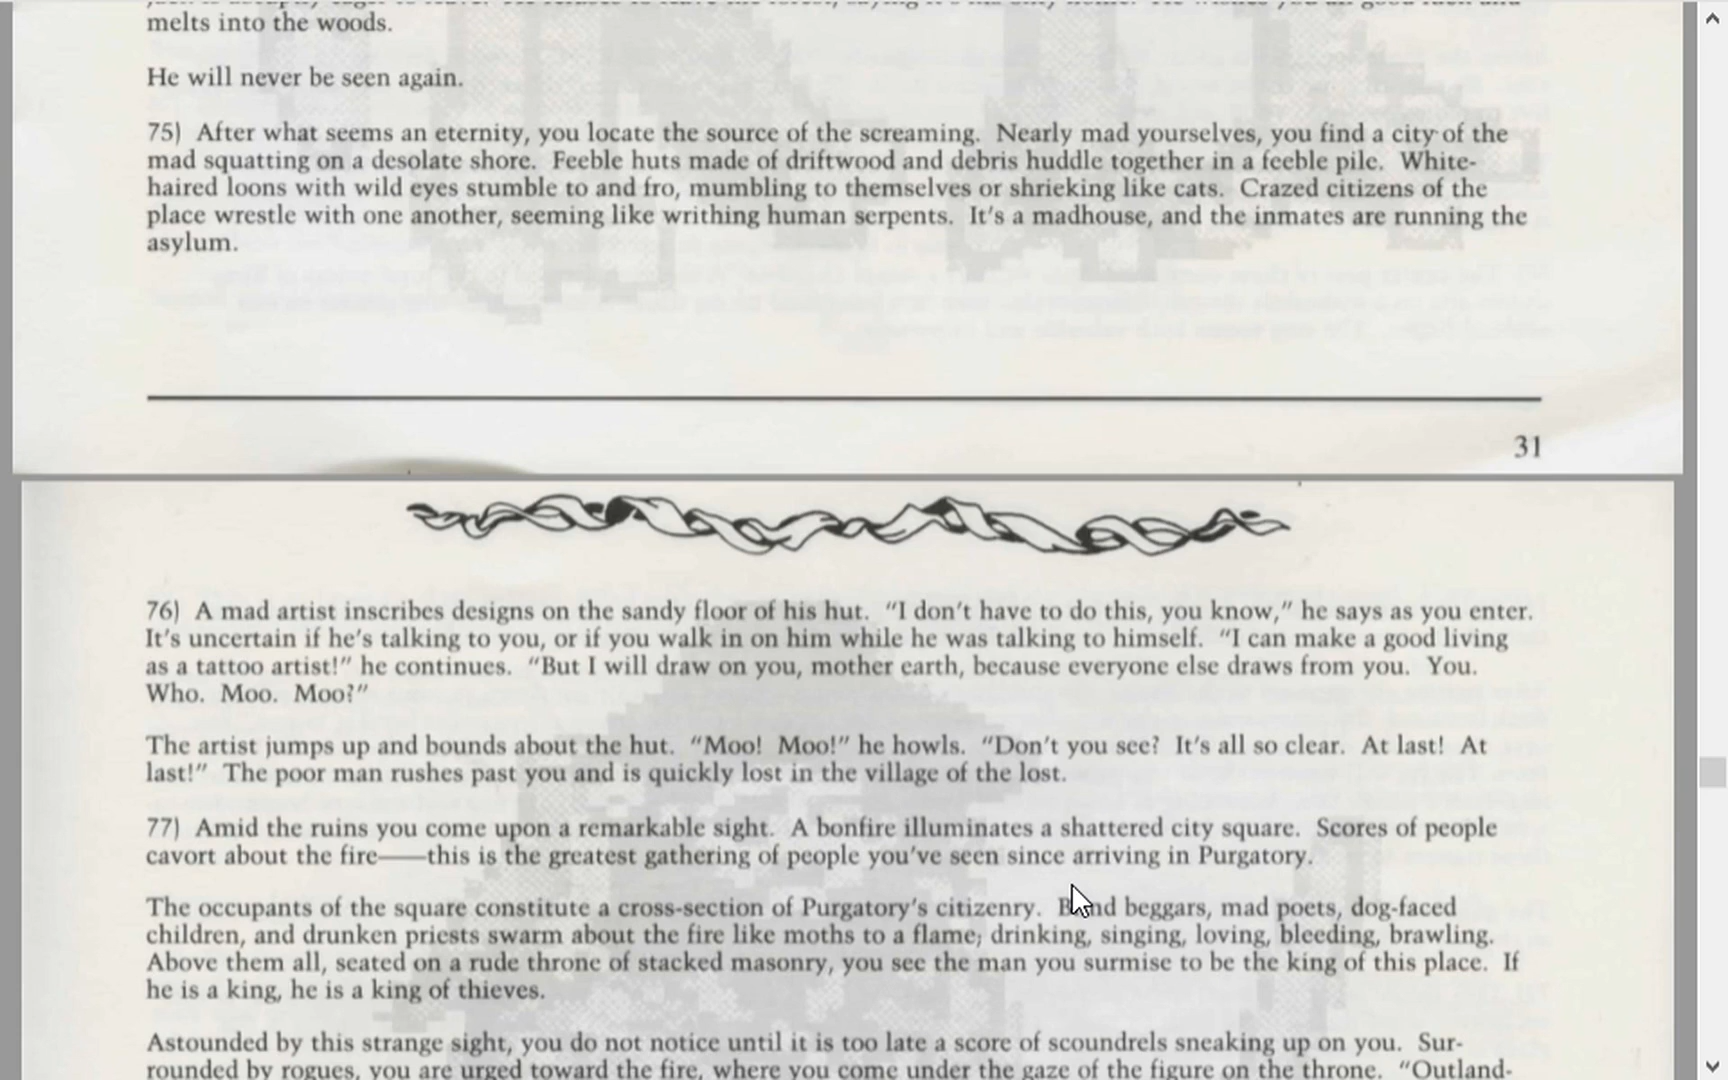 melts into the woods.
He will never be seen again.
75) After what seems an eternity, you locate the source of the screaming. Nearly mad yourselves, you find a city of the
mad squatting on a desolate shore. Feeble huts made of driftwood and debris huddle together in a feeble pile. White-
haired loons with wild eyes stumble to and fro, mumbling to themselves or shrieking like cats. Crazed citizens of the
place wrestle with one another, seeming like writhing human serpents. It's a madhouse, and the inmates are running the
asylum.
31
76) A mad artist inscribes designs on the sandy floor of his hut. "I don't have to do this, you know," he says as you enter.
It's uncertain if he's talking to you, or if you walk in on him while he was talking to himself. "I can make a good living
as a tattoo artist!" he continues. "But I will draw on you, mother earth, because everyone else draws from you. You.
Who. Moo. Moo?"
The artist jumps up and bounds about the hut. "Moo! Moo!" he howls. "Don't you see? It's all so clear. At last! At
last!" The poor man rushes past you and is quickly lost in the village of the lost.
77) Amid the ruins you come upon a remarkable sight. A bonfire illuminates a shattered city square. Scores of people
cavort about the fire——this is the greatest gathering of people you've seen since arriving in Purgatory.
The occupants of the square constitute a cross-section of Purgatory's citizenry. Blind beggars, mad poets, dog-faced
children, and drunken priests swarm about the fire like moths to a flame; drinking, singing, loving, bleeding, brawling.
Above them all, seated on a rude throne of stacked masonry, you see the man you surmise to be the king of this place. If
he is a king, he is a king of thieves.
Astounded by this strange sight, you do not notice until it is too late a score of scoundrels sneaking up on you. Sur-
rounded by rogues, you are urged toward the fire, where you come under the gaze of the figure on the throne. "Outland-